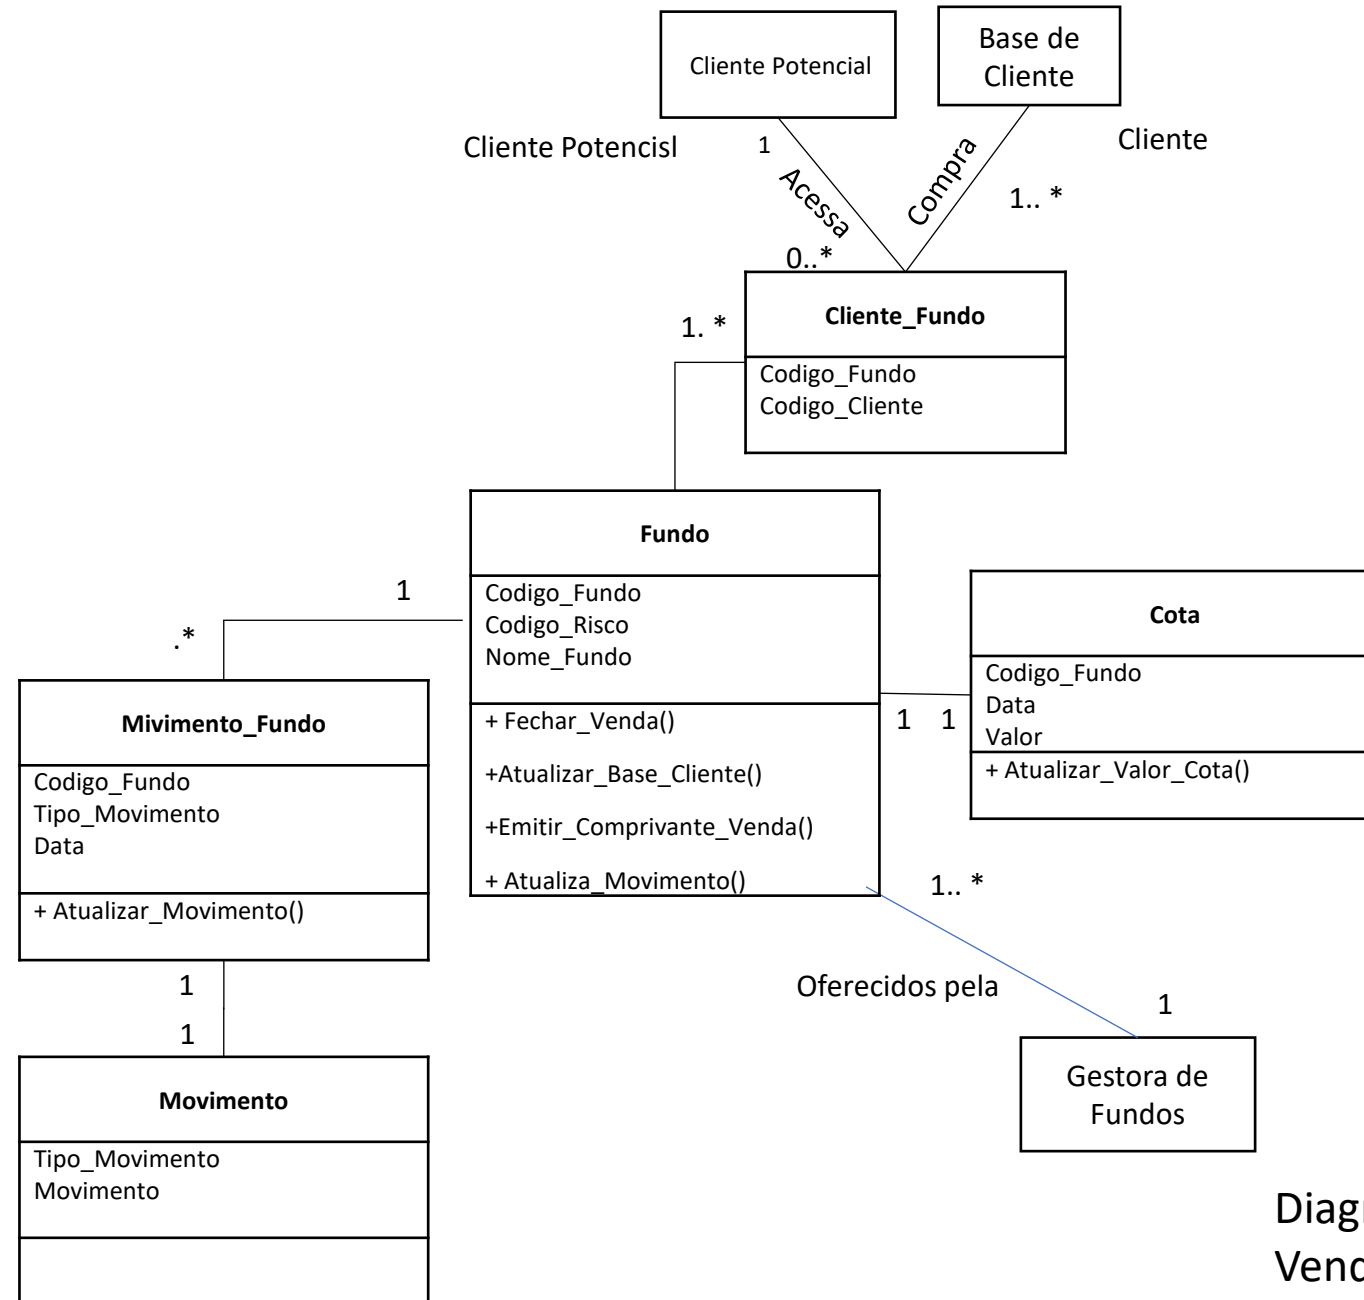 Cliente Potencial
Base de
Cliente
Cliente Potencisl
1
Acessa
Compra
Cliente
1.. *
0..*
Cliente_Fundo
Codigo_Fundo
Codigo_Cliente
1. *
Fundo
Codigo_Fundo
Codigo_Risco
Nome_Fundo
+ Fechar_Venda()
+Atualizar_Base_Cliente()
+Emitir_Comprivante_Venda()
+ Atualiza_Movimento()
1
.*
Mivimento_Fundo
Codigo_Fundo
Tipo_Movimento
Data
+ Atualizar_Movimento()
1
1
Movimento
Tipo_Movimento
Movimento
1 1
Cota
Codigo_Fundo
Data
Valor
+ Atualizar_Valor_Cota()
1.. *
Oferecidos pela
1
Gestora de
Fundos